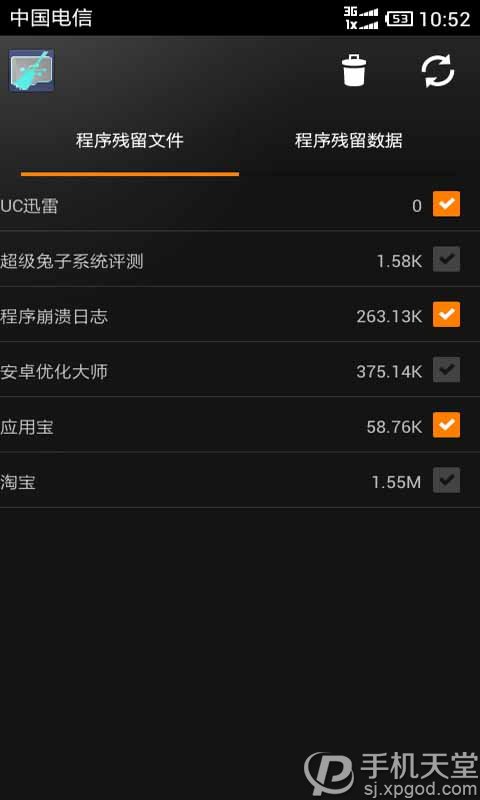 中国电信 3G 1X 53 10:52
程序残留文件 程序残留数据
UC迅雷 0
超级兔子系统评测 1.58K
程序崩溃日志 263.13K
安卓优化大师 375.14K
应用宝 58.76K
淘宝 1.55M
手机天堂
sj.xpgod.com